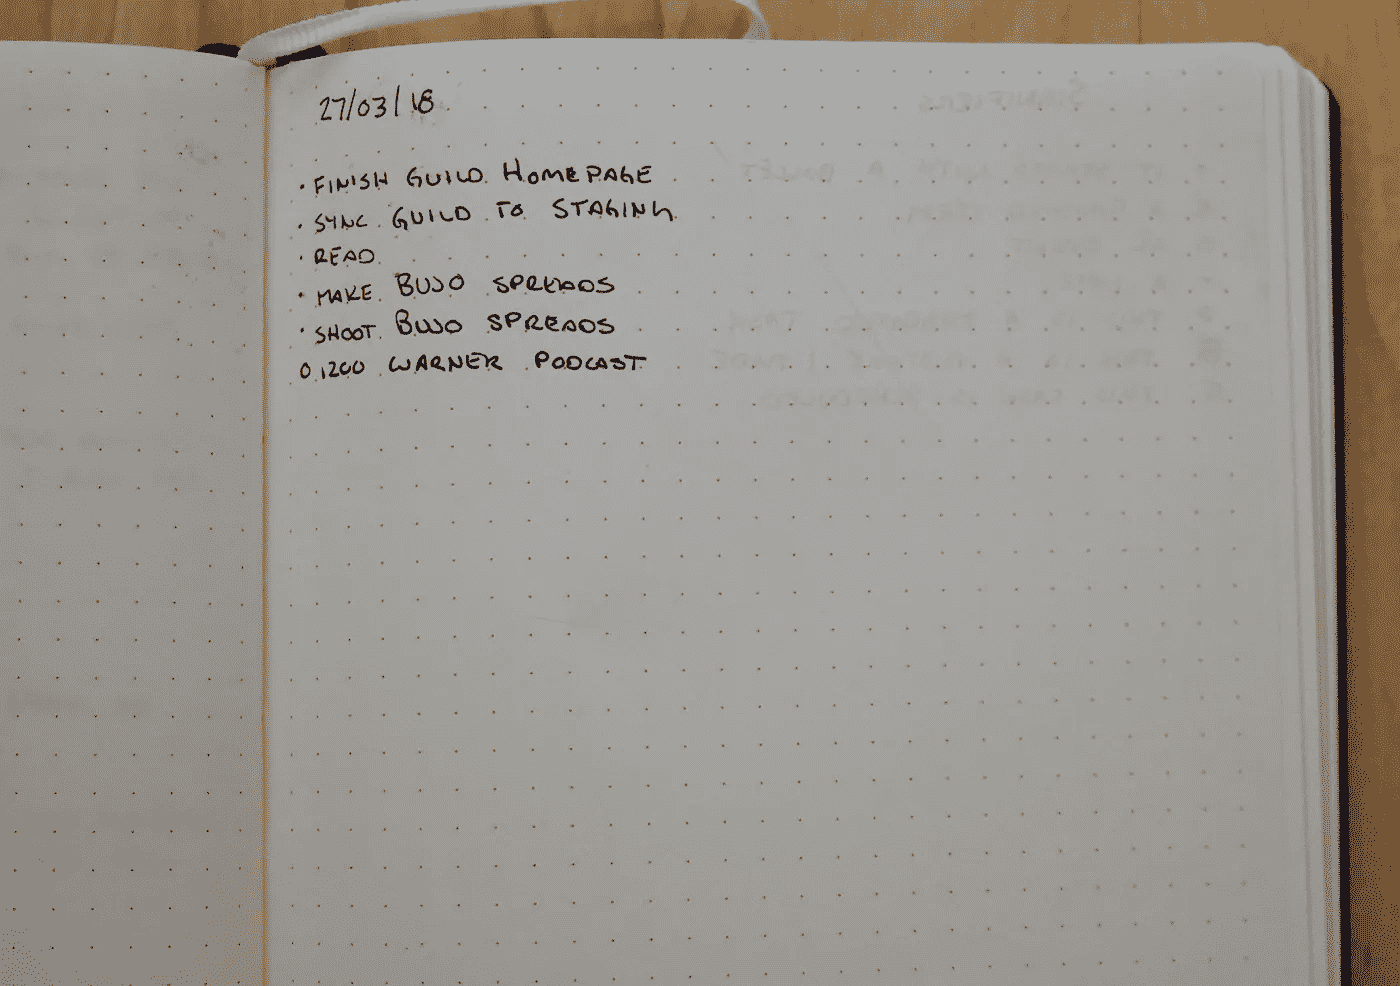 27/03/18
• FINISH GUILD HOMEPAGE
• SYNC GUILD TO STAGING
• READ
• MAKE BUJO SPREADS
• SHOOT BUJO SPREADS
O 1200 WARNER PODCAST